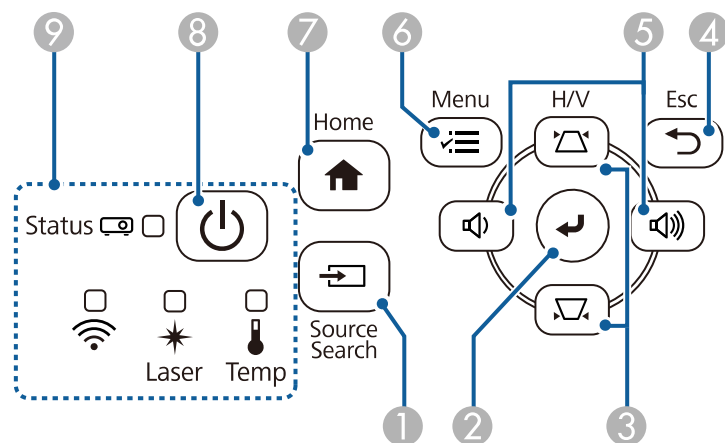 9 8 7 6 5 4
Menu H/V Esc
Home
Status
Source
Search
Laser Temp
1 2 3